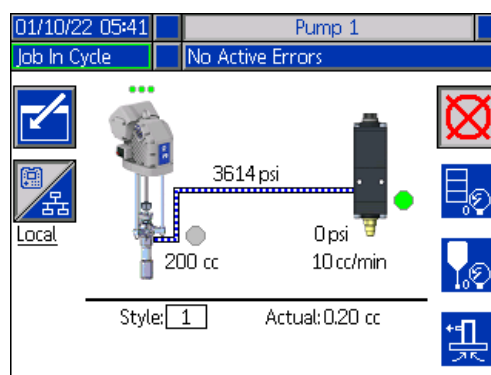 01/10/22 05:41 Pump 1
Job In Cycle No Active Errors
3614 psi
Local
0 psi
200 cc 10 cc/min
Style: 1 Actual: 0.20 cc